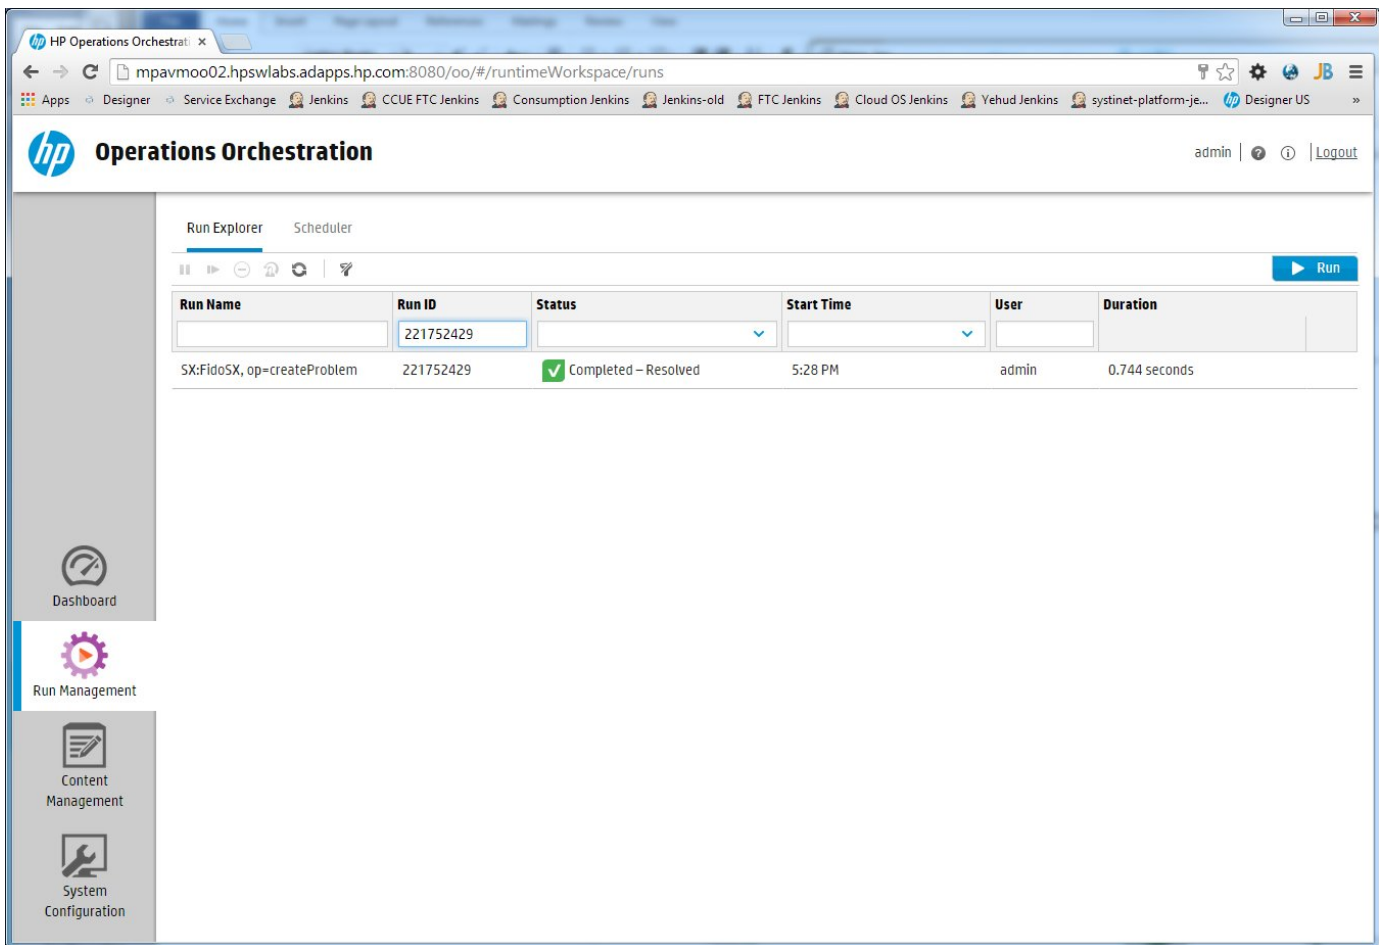 HP Operations Orchestrati
mpavmoo02.hpswlabs.adapps.hp.com:8080/oo/#/runtimeWorkspace/runs
JB
Apps Designer Service Exchange Jenkins CCUE FTC Jenkins Consumption Jenkins Jenkins-old FTC Jenkins Cloud OS Jenkins Yehud Jenkins systinet-platform-je... Designer US »
hp Operations Orchestration admin | Logout
Run Explorer Scheduler
Run
Run Name Run ID Status Start Time User Duration
221752429
SX:FidoSX, op=createProblem 221752429 Completed – Resolved 5:28 PM admin 0.744 seconds
Dashboard
Run Management
Content
Management
System
Configuration